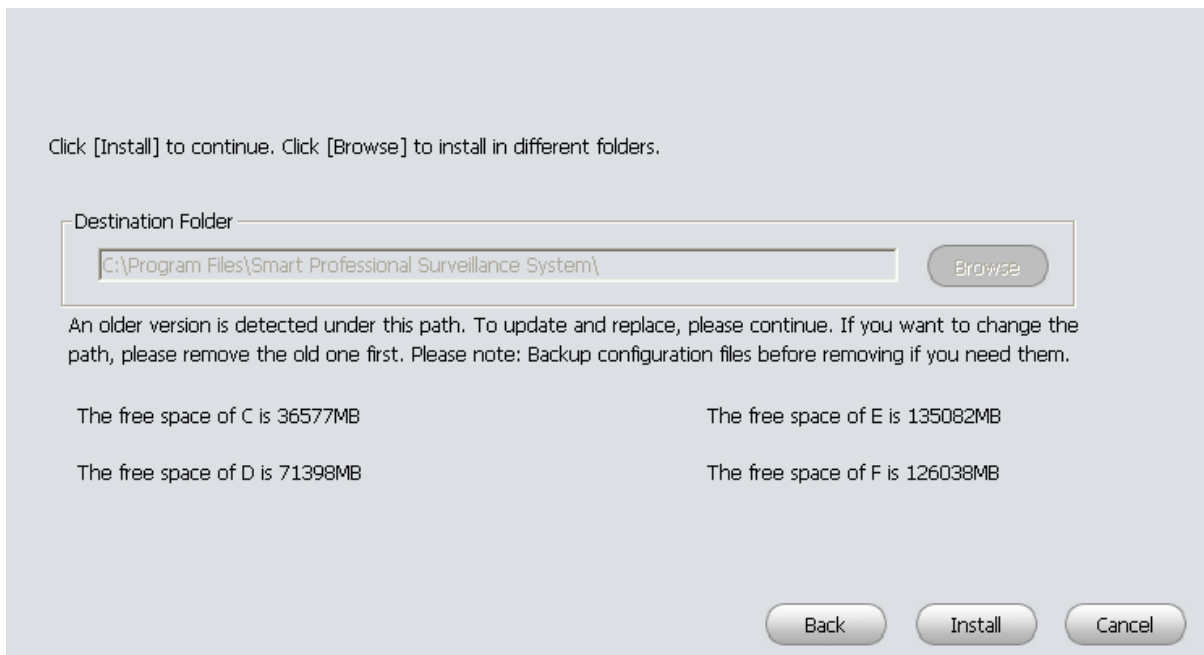 Click [Install] to continue. Click [Browse] to install in different folders.
Destination Folder
C:\Program Files\Smart Professional Surveillance System\
Browse
An older version is detected under this path. To update and replace, please continue. If you want to change the
path, please remove the old one first. Please note: Backup configuration files before removing if you need them.
The free space of C is 36577MB
The free space of E is 135082MB
The free space of D is 71398MB
The free space of F is 126038MB
Back
Install
Cancel